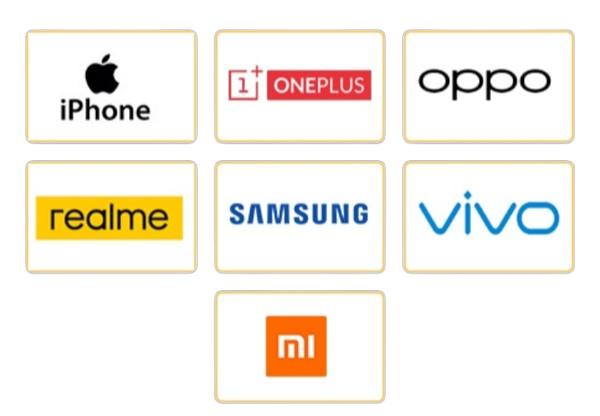 iPhone
1+ ONEPLUS
oppo
realme
SAMSUNG
vivo
mi